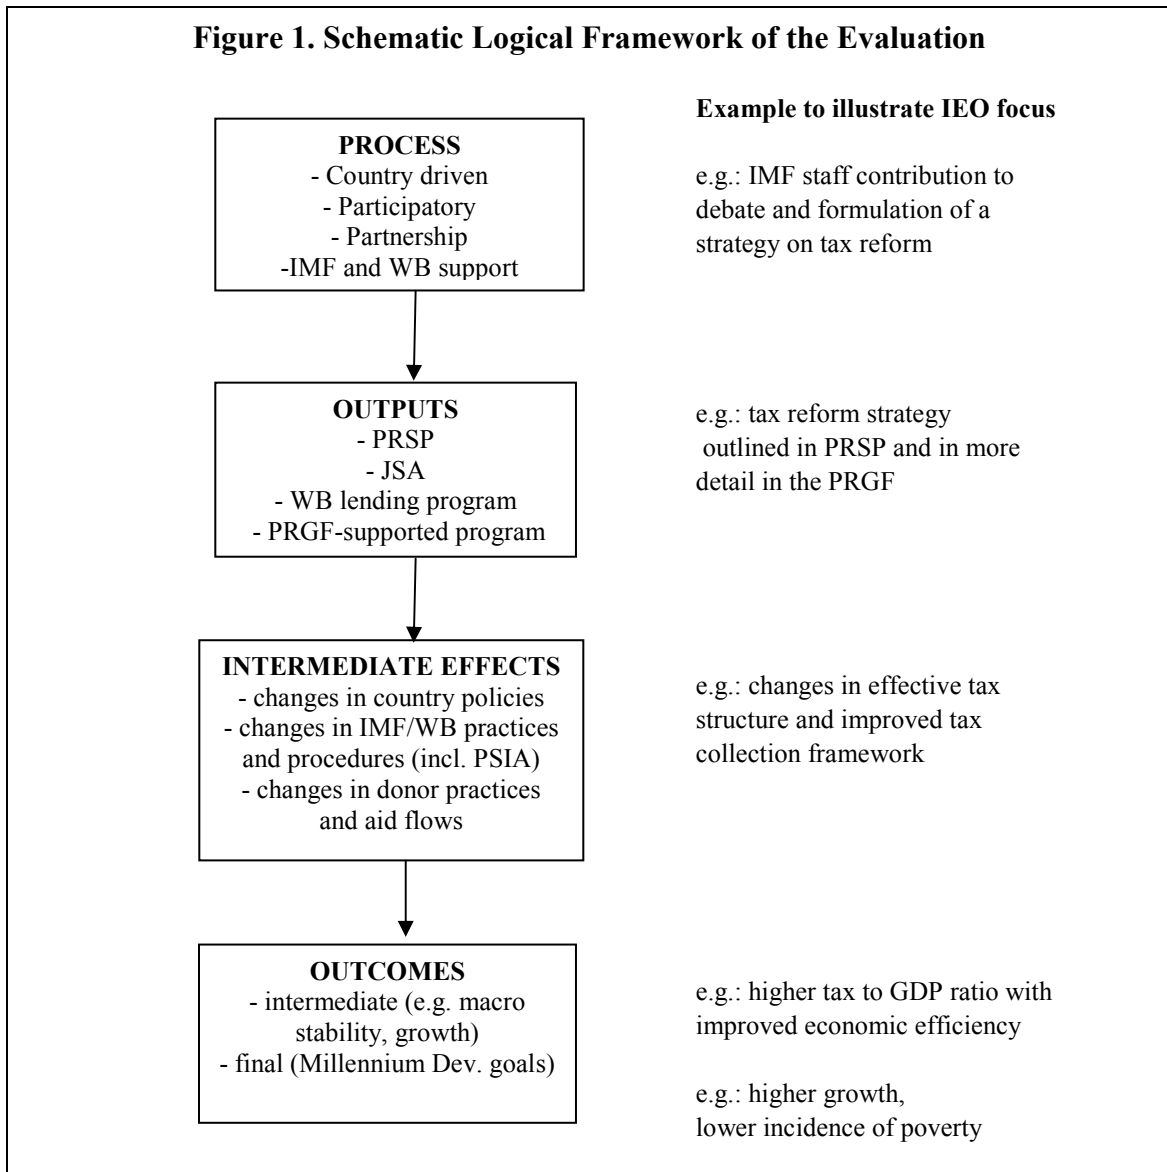 Figure 1. Schematic Logical Framework of the Evaluation
Example to illustrate IEO focus
PROCESS
- Country driven
- Participatory
- Partnership
-IMF and WB support
e.g.: IMF staff contribution to
debate and formulation of a
strategy on tax reform
OUTPUTS
- PRSP
- JSA
- WB lending program
- PRGF-supported program
e.g.: tax reform strategy
outlined in PRSP and in more
detail in the PRGF
INTERMEDIATE EFFECTS
- changes in country policies
- changes in IMF/WB practices
and procedures (incl. PSIA)
- changes in donor practices
and aid flows
e.g.: changes in effective tax
structure and improved tax
collection framework
OUTCOMES
- intermediate (e.g. macro
stability, growth)
- final (Millennium Dev. goals)
e.g.: higher tax to GDP ratio with
improved economic efficiency
e.g.: higher growth,
lower incidence of poverty